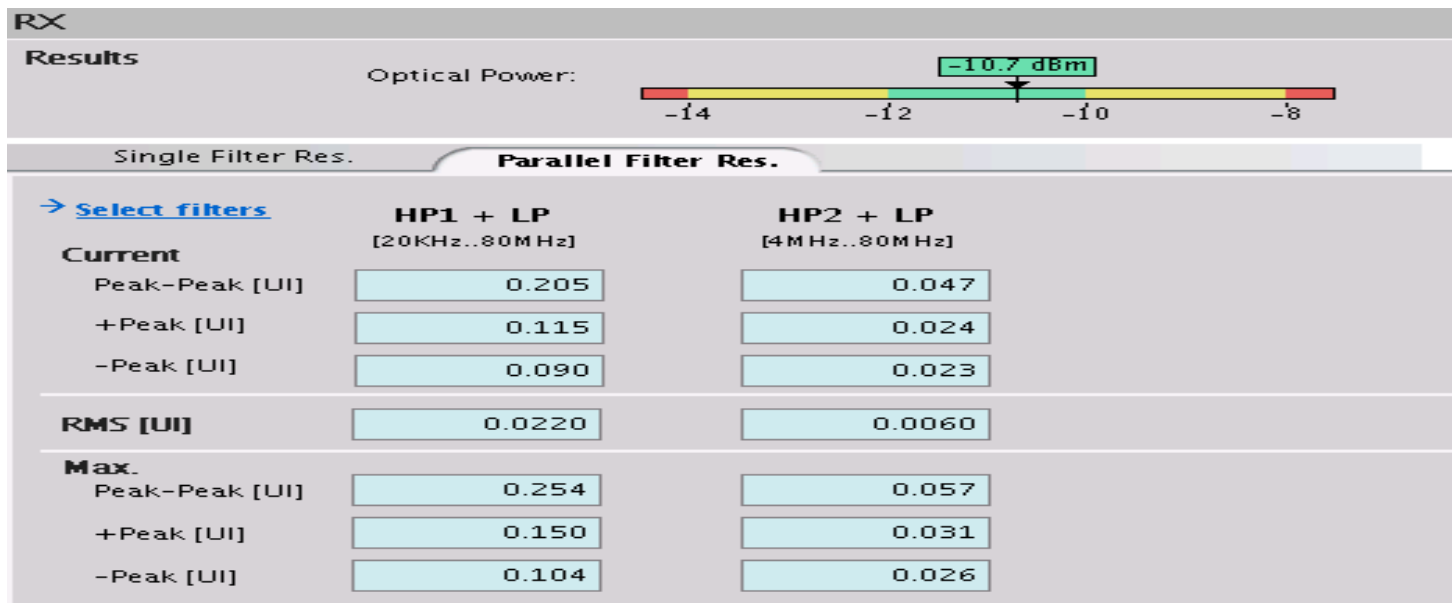 RX
Results
Optical Power:
-10.7 dBm
-14 -12 -10 -8
Single Filter Res. Parallel Filter Res.
→ Select filters HP1 + LP HP2 + LP
[20KHz..80MHz] [4MHz..80MHz]
Current
Peak-Peak [UI] 0.205 0.047
+Peak [UI] 0.115 0.024
-Peak [UI] 0.090 0.023
RMS [UI] 0.0220 0.0060
Max.
Peak-Peak [UI] 0.254 0.057
+Peak [UI] 0.150 0.031
-Peak [UI] 0.104 0.026